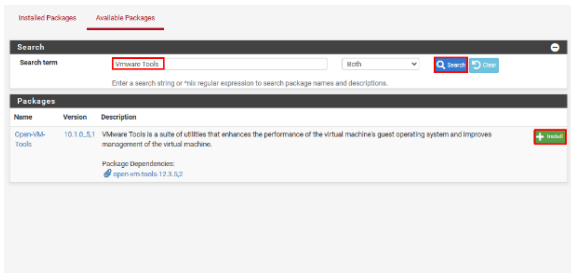 Installed Packages Available Packages
Search
Search term Vmware Tools Both Search Clear
Enter a search string or *nix regular expression to search package names and descriptions.
Packages
Name Version Description
Open-VM- 10.1.0_5,1 VMware Tools is a suite of utilities that enhances the performance of the virtual machine's guest operating system and improves Install
Tools management of the virtual machine.
Package Dependencies:
open-vm-tools-12.3.5,2